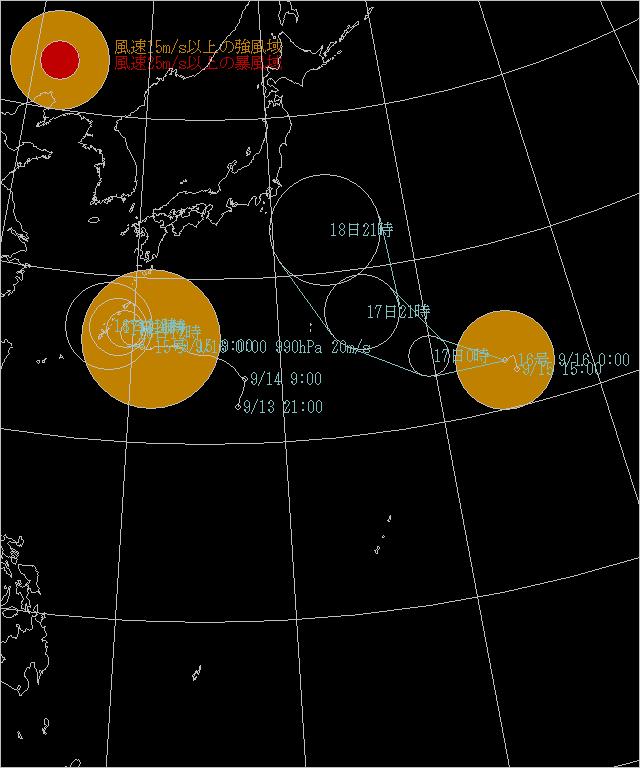 風速15m/s以上の強風域
風速25m/s以上の暴風域
18日21時
17日21時
17日0時
16号 9/16 0:00
9/15 15:00
990hPa 20m/s
9/14 9:00
9/13 21:00